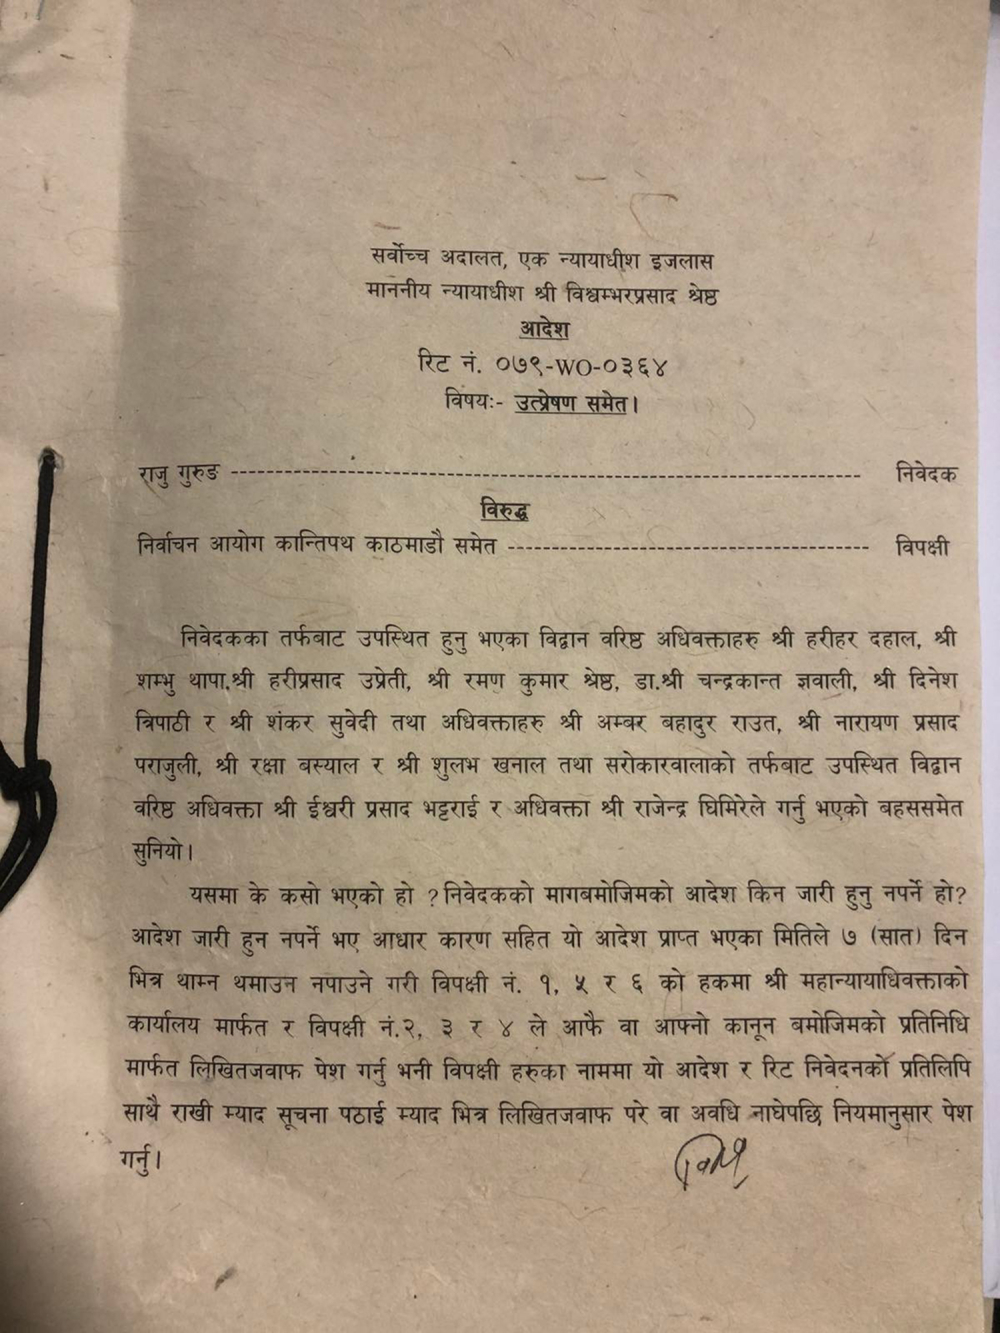 सर्वोच्च अदालत, एक न्यायाधीश इजलास
माननीय न्यायाधीश श्री विश्वम्भरप्रसाद श्रेष्ठ
आदेश
रिट नं. ०७९-WO-०३६४
विषयः- उत्प्रेषण समेत।
राजु गुरुङ ------------------------------------------------------------------------ निवेदक
विरुद्ध
निर्वाचन आयोग कान्तिपथ काठमाडौ समेत ----------------------------------------- विपक्षी
निवेदकका तर्फबाट उपस्थित हुनु भएका विद्वान वरिष्ठ अधिवक्ताहरु श्री हरीहर दहाल, श्री
शम्भु थापा,श्री हरीप्रसाद उप्रेती, श्री रमण कुमार श्रेष्ठ, डा.श्री चन्द्रकान्त ज्ञवाली, श्री दिनेश
त्रिपाठी र श्री शंकर सुवेदी तथा अधिवक्ताहरु श्री अम्बर बहादुर राउत, श्री नारायण प्रसाद
पराजुली, श्री रक्षा बस्याल र श्री शुलभ खनाल तथा सरोकारवालाको तर्फबाट उपस्थित विद्वान
वरिष्ठ अधिवक्ता श्री ईश्वरी प्रसाद भट्टराई र अधिवक्ता श्री राजेन्द्र घिमिरेले गर्नु भएको बहससमेत
सुनियो।
यसमा के कसो भएको हो ? निवेदकको मागबमोजिमको आदेश किन जारी हुनु नपर्ने हो?
आदेश जारी हुन नपर्ने भए आधार कारण सहित यो आदेश प्राप्त भएका मितिले ७ (सात) दिन
भित्र थाम्न थमाउन नपाउने गरी विपक्षी नं. १, ५ र ६ को हकमा श्री महान्यायाधिवक्ताको
कार्यालय मार्फत र विपक्षी नं.२, ३ र ४ ले आफै वा आफ्नो कानून बमोजिमको प्रतिनिधि
मार्फत लिखितजवाफ पेश गर्नु भनी विपक्षी हरुका नाममा यो आदेश र रिट निवेदनको प्रतिलिपि
साथै राखी म्याद सूचना पठाई म्याद भित्र लिखितजवाफ परे वा अवधि नाघेपछि नियमानुसार पेश
गर्नु।